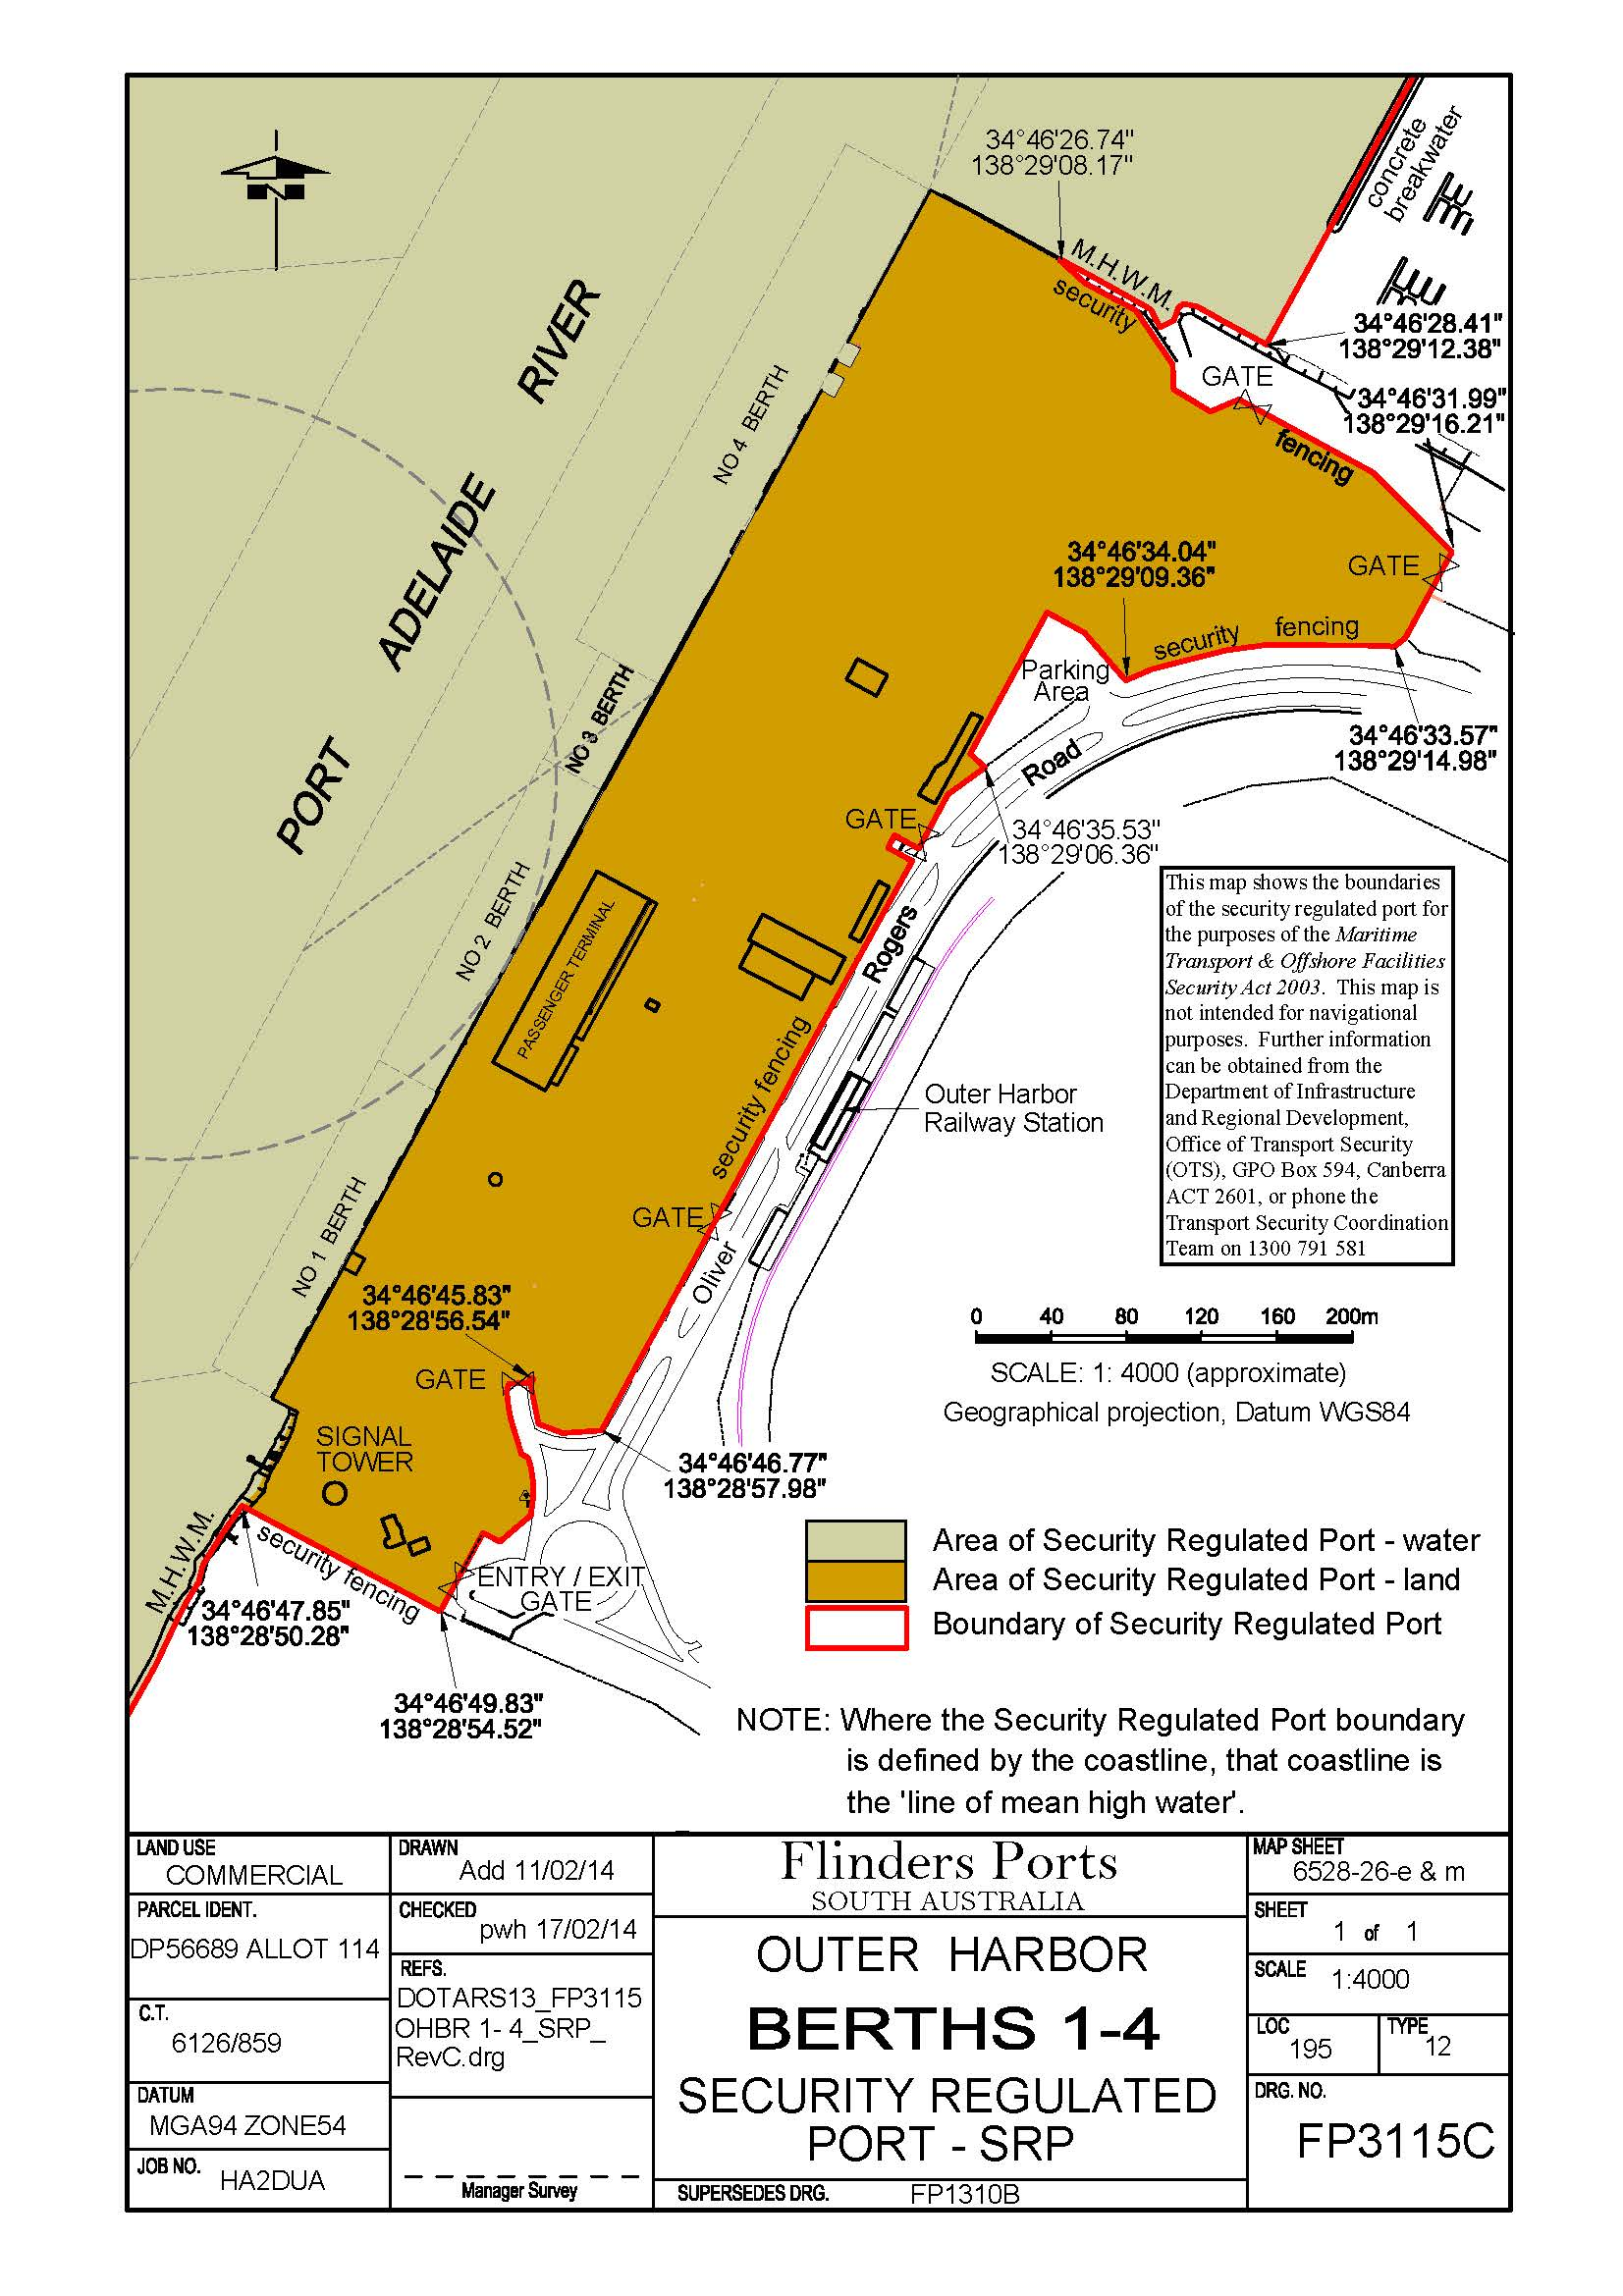 34°46'26.74"
138°29'08.17"
concrete
breakwater
M.H.W.M.
security
34°46'28.41"
138°29'12.38"
GATE
34°46'31.99"
138°29'16.21"
fencing
PORT ADELAIDE RIVER
NO 4 BERTH
34°46'34.04"
138°29'09.36"
GATE
security fencing
Parking
Area
NO 3 BERTH
34°46'33.57"
138°29'14.98"
Oliver Rogers Road
GATE
34°46'35.53"
138°29'06.36"
NO 2 BERTH
PASSENGER TERMINAL
This map shows the boundaries
of the security regulated port for
the purposes of the Maritime
Transport & Offshore Facilities
Security Act 2003. This map is
not intended for navigational
purposes. Further information
can be obtained from the
Department of Infrastructure
and Regional Development,
Office of Transport Security
(OTS), GPO Box 594, Canberra
ACT 2601, or phone the
Transport Security Coordination
Team on 1300 791 581
security fencing
Outer Harbor
Railway Station
NO 1 BERTH
GATE
34°46'45.83"
138°28'56.54"
0 40 80 120 160 200m
SCALE: 1: 4000 (approximate)
Geographical projection, Datum WGS84
GATE
SIGNAL
TOWER
34°46'46.77"
138°28'57.98"
M.H.W.M.
security fencing
ENTRY / EXIT
GATE
34°46'47.85"
138°28'50.28"
34°46'49.83"
138°28'54.52"
Area of Security Regulated Port - water
Area of Security Regulated Port - land
Boundary of Security Regulated Port
NOTE: Where the Security Regulated Port boundary
is defined by the coastline, that coastline is
the 'line of mean high water'.
LAND USE
COMMERCIAL
PARCEL IDENT.
DP56689 ALLOT 114
C.T.
6126/859
DATUM
MGA94 ZONE54
JOB NO.
HA2DUA
DRAWN
Add 11/02/14
CHECKED
pwh 17/02/14
REFS.
DOTARS13_FP3115
OHBR 1- 4_SRP_
RevC.drg
Manager Survey
Flinders Ports
SOUTH AUSTRALIA
OUTER HARBOR
BERTHS 1-4
SECURITY REGULATED
PORT - SRP
SUPERSEDES DRG. FP1310B
MAP SHEET
6528-26-e & m
SHEET
1 of 1
SCALE
1:4000
LOC
195
TYPE
12
DRG. NO.
FP3115C
N